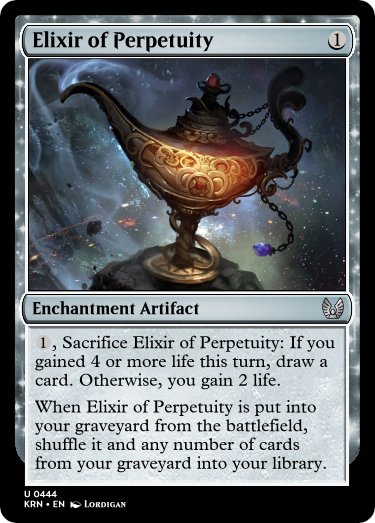 Elixir of Perpetuity 1
Enchantment Artifact
1, Sacrifice Elixir of Perpetuity: If you
gained 4 or more life this turn, draw a
card. Otherwise, you gain 2 life.
When Elixir of Perpetuity is put into
your graveyard from the battlefield,
shuffle it and any number of cards
from your graveyard into your library.
U 0444
KRN • EN Lordigan